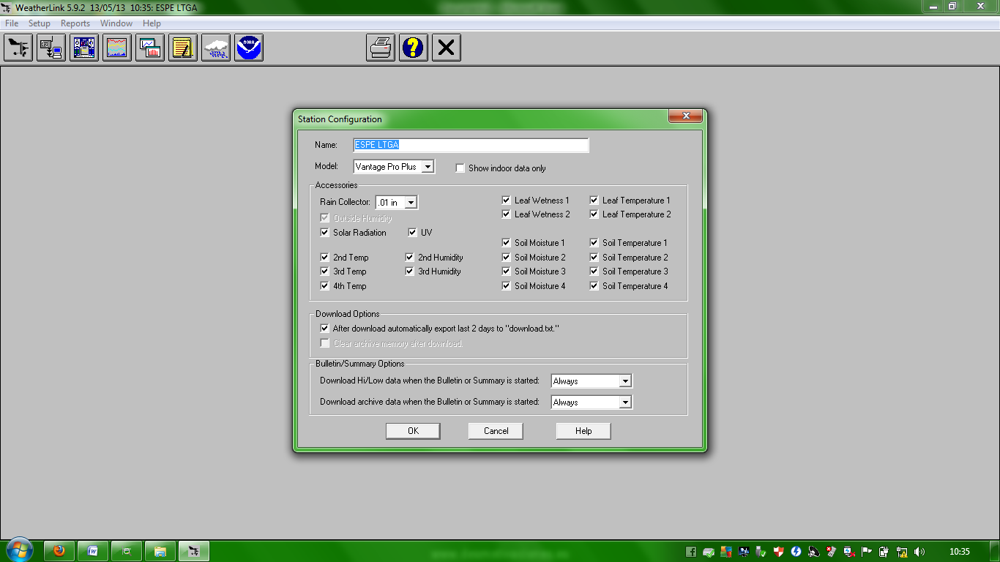 WeatherLink 5.9.2  13/05/13  10:35: ESPE LTGA
File Setup Reports Window Help
NOAA
Station Configuration
Name: ESPE LTGA
Model: Vantage Pro Plus Show indoor data only
Accessories
Rain Collector: .01 in Leaf Wetness 1 Leaf Temperature 1
Outside Humidity Leaf Wetness 2 Leaf Temperature 2
Solar Radiation UV
Soil Moisture 1 Soil Temperature 1
2nd Temp 2nd Humidity Soil Moisture 2 Soil Temperature 2
3rd Temp 3rd Humidity Soil Moisture 3 Soil Temperature 3
4th Temp Soil Moisture 4 Soil Temperature 4
Download Options
After download automatically export last 2 days to "download.txt."
Clear archive memory after download.
Bulletin/Summary Options
Download Hi/Low data when the Bulletin or Summary is started: Always
Download archive data when the Bulletin or Summary is started: Always
OK Cancel Help
10:35